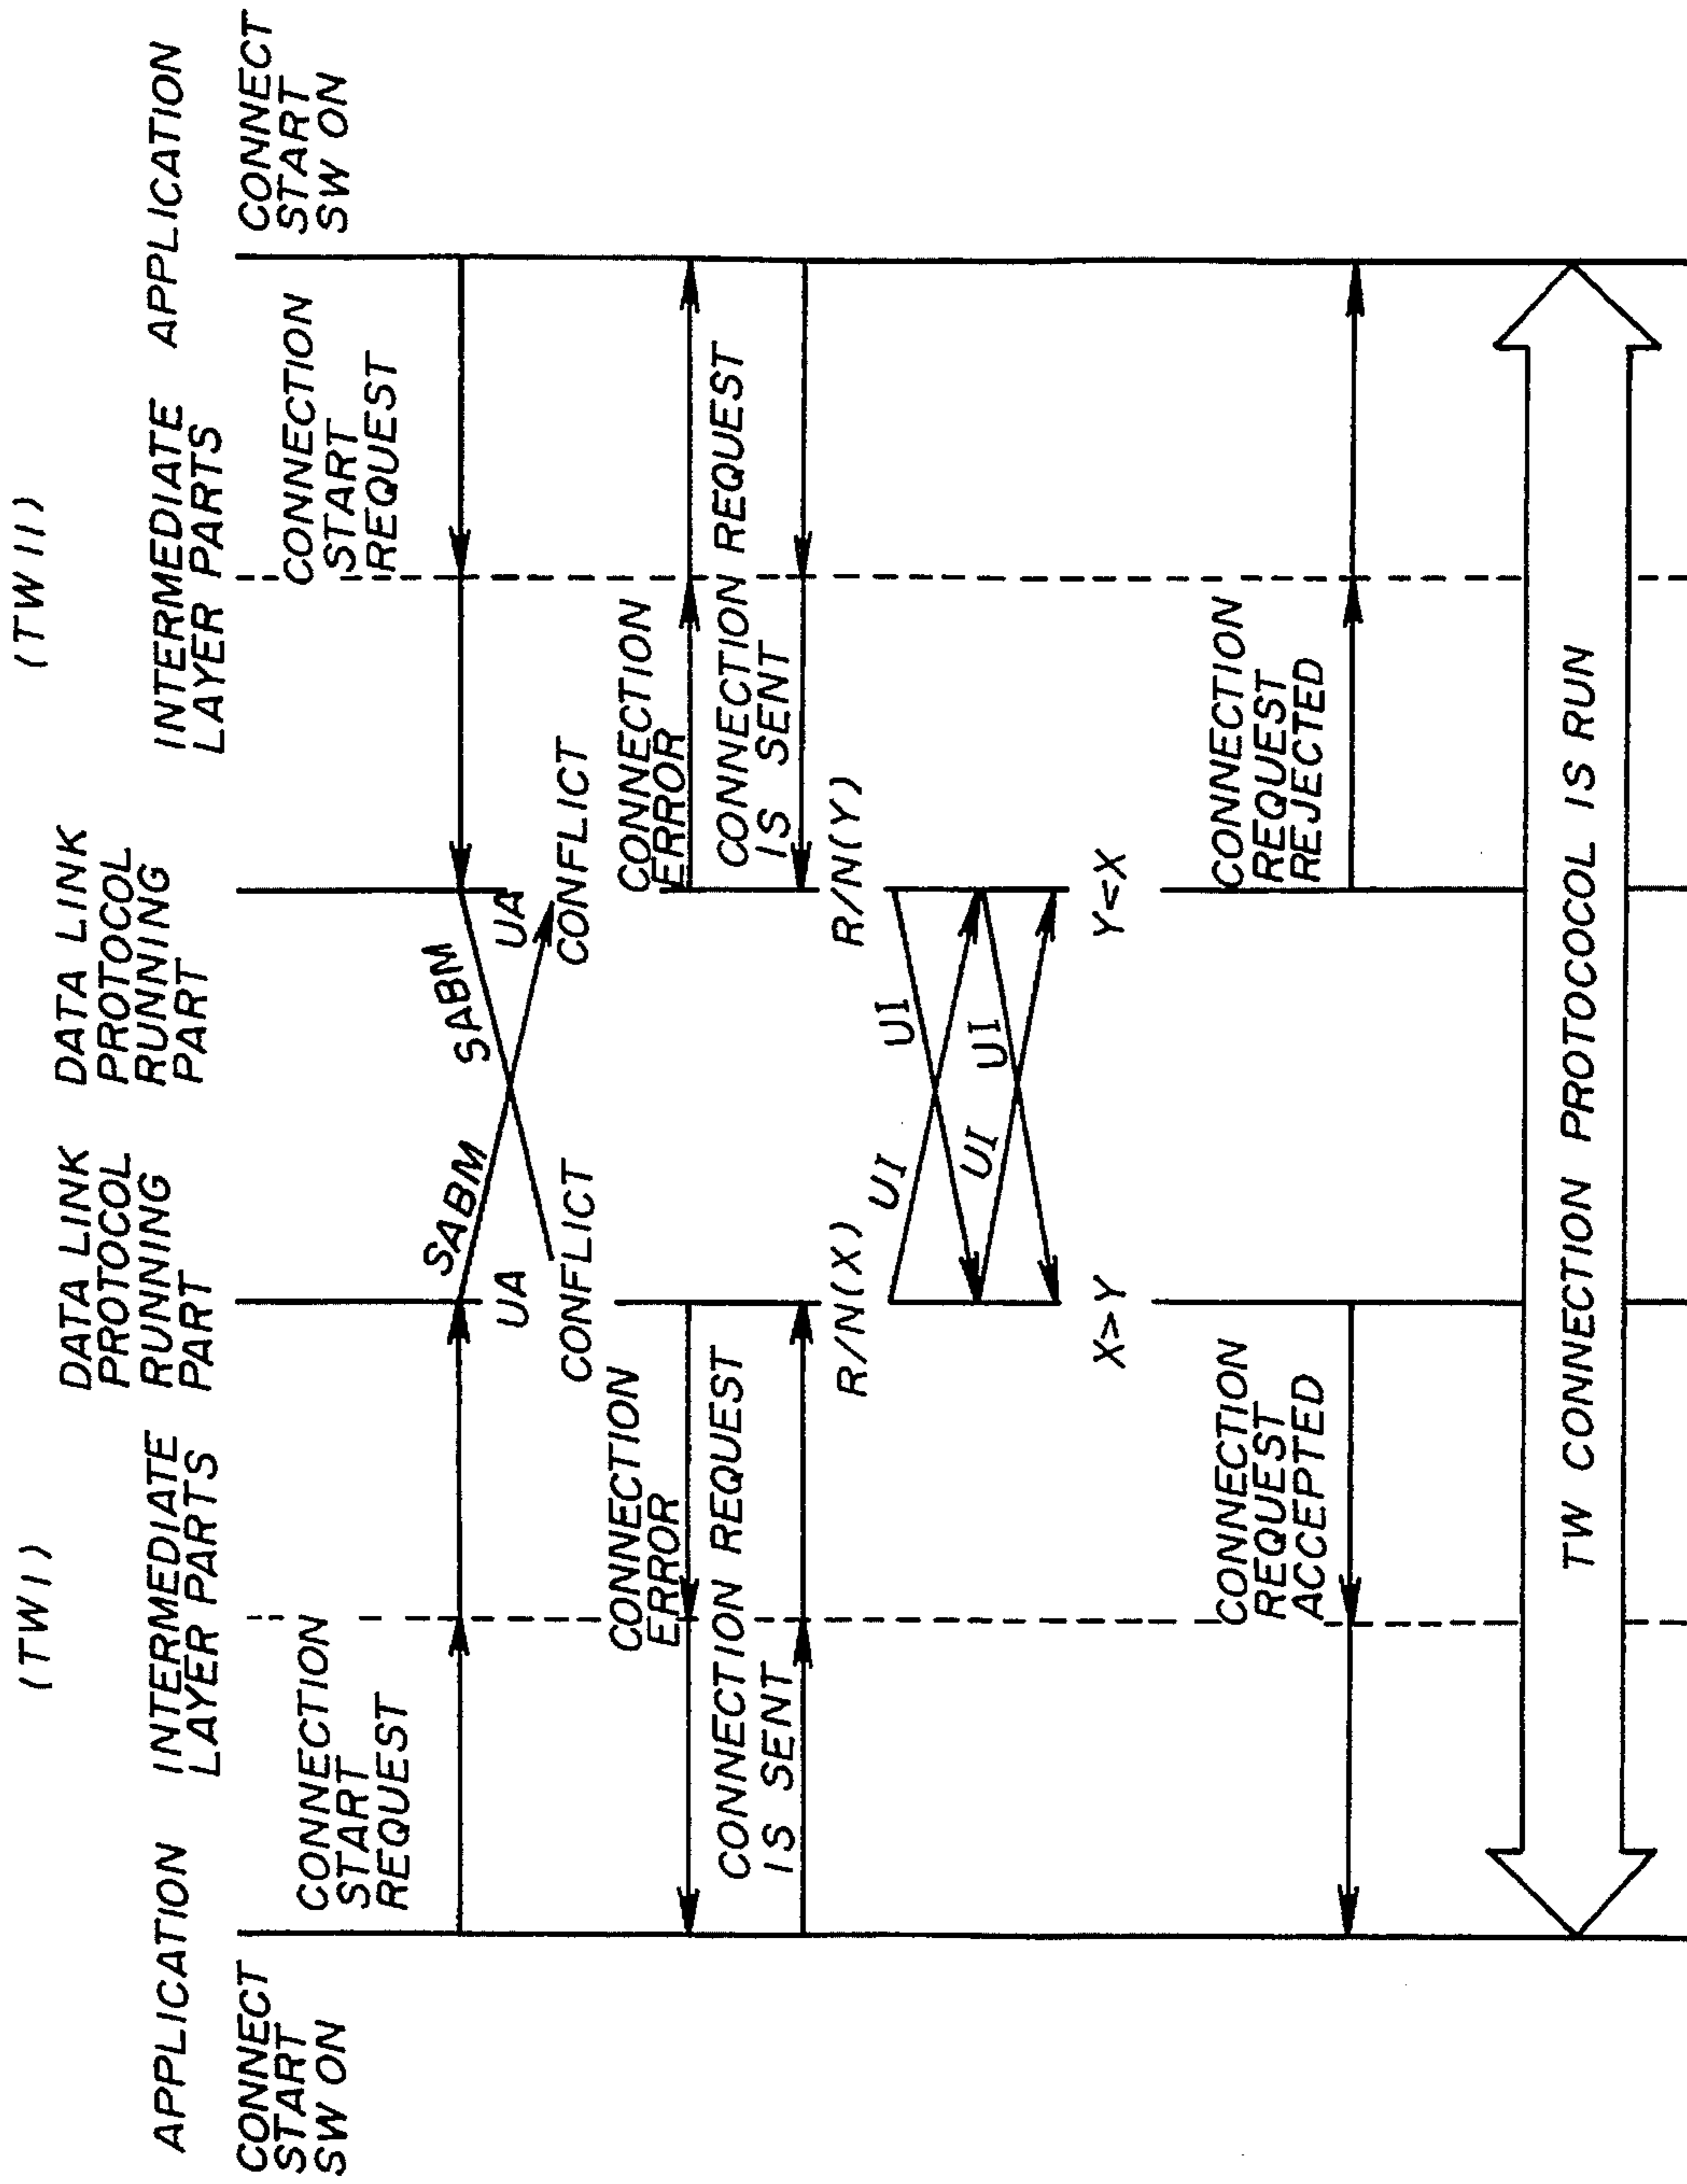 (TW I)
(TW II)
APPLICATION
INTERMEDIATE
LAYER PARTS
DATA LINK
PROTOCOL
RUNNING
PART
DATA LINK
PROTOCOL
RUNNING
PART
INTERMEDIATE
LAYER PARTS
APPLICATION
CONNECT
START
SW ON
CONNECT
START
SW ON
CONNECTION
START
REQUEST
CONNECTION
START
REQUEST
SABM
SABM
UA
UA
CONFLICT
CONFLICT
CONNECTION
ERROR
CONNECTION
ERROR
CONNECTION REQUEST
IS SENT
CONNECTION REQUEST
IS SENT
R/N(X)
R/N(Y)
UI
UI
UI
UI
X>Y
Y<X
CONNECTION
REQUEST
ACCEPTED
CONNECTION
REQUEST
REJECTED
TW CONNECTION PROTOCOCOL IS RUN